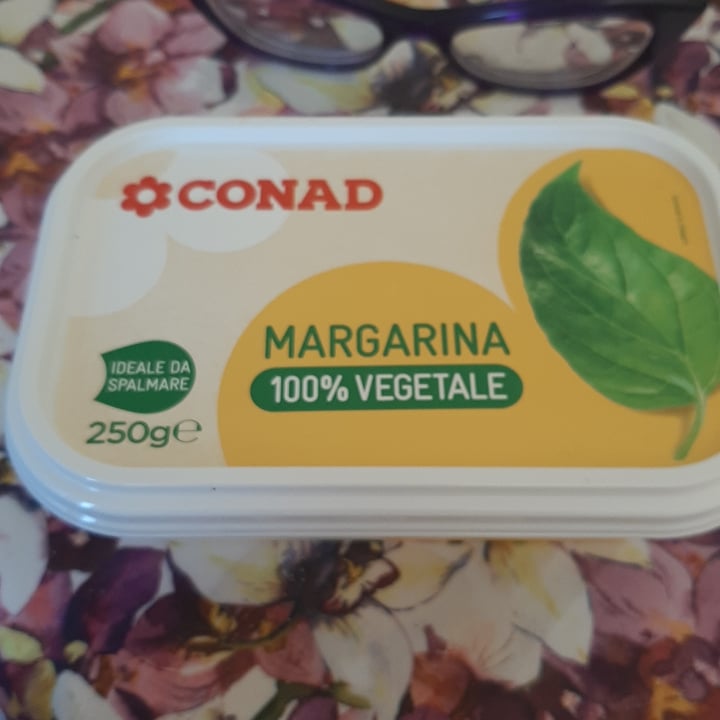 CONAD
MARGARINA
100% VEGETALE
IDEALE DA
SPALMARE
250g℮